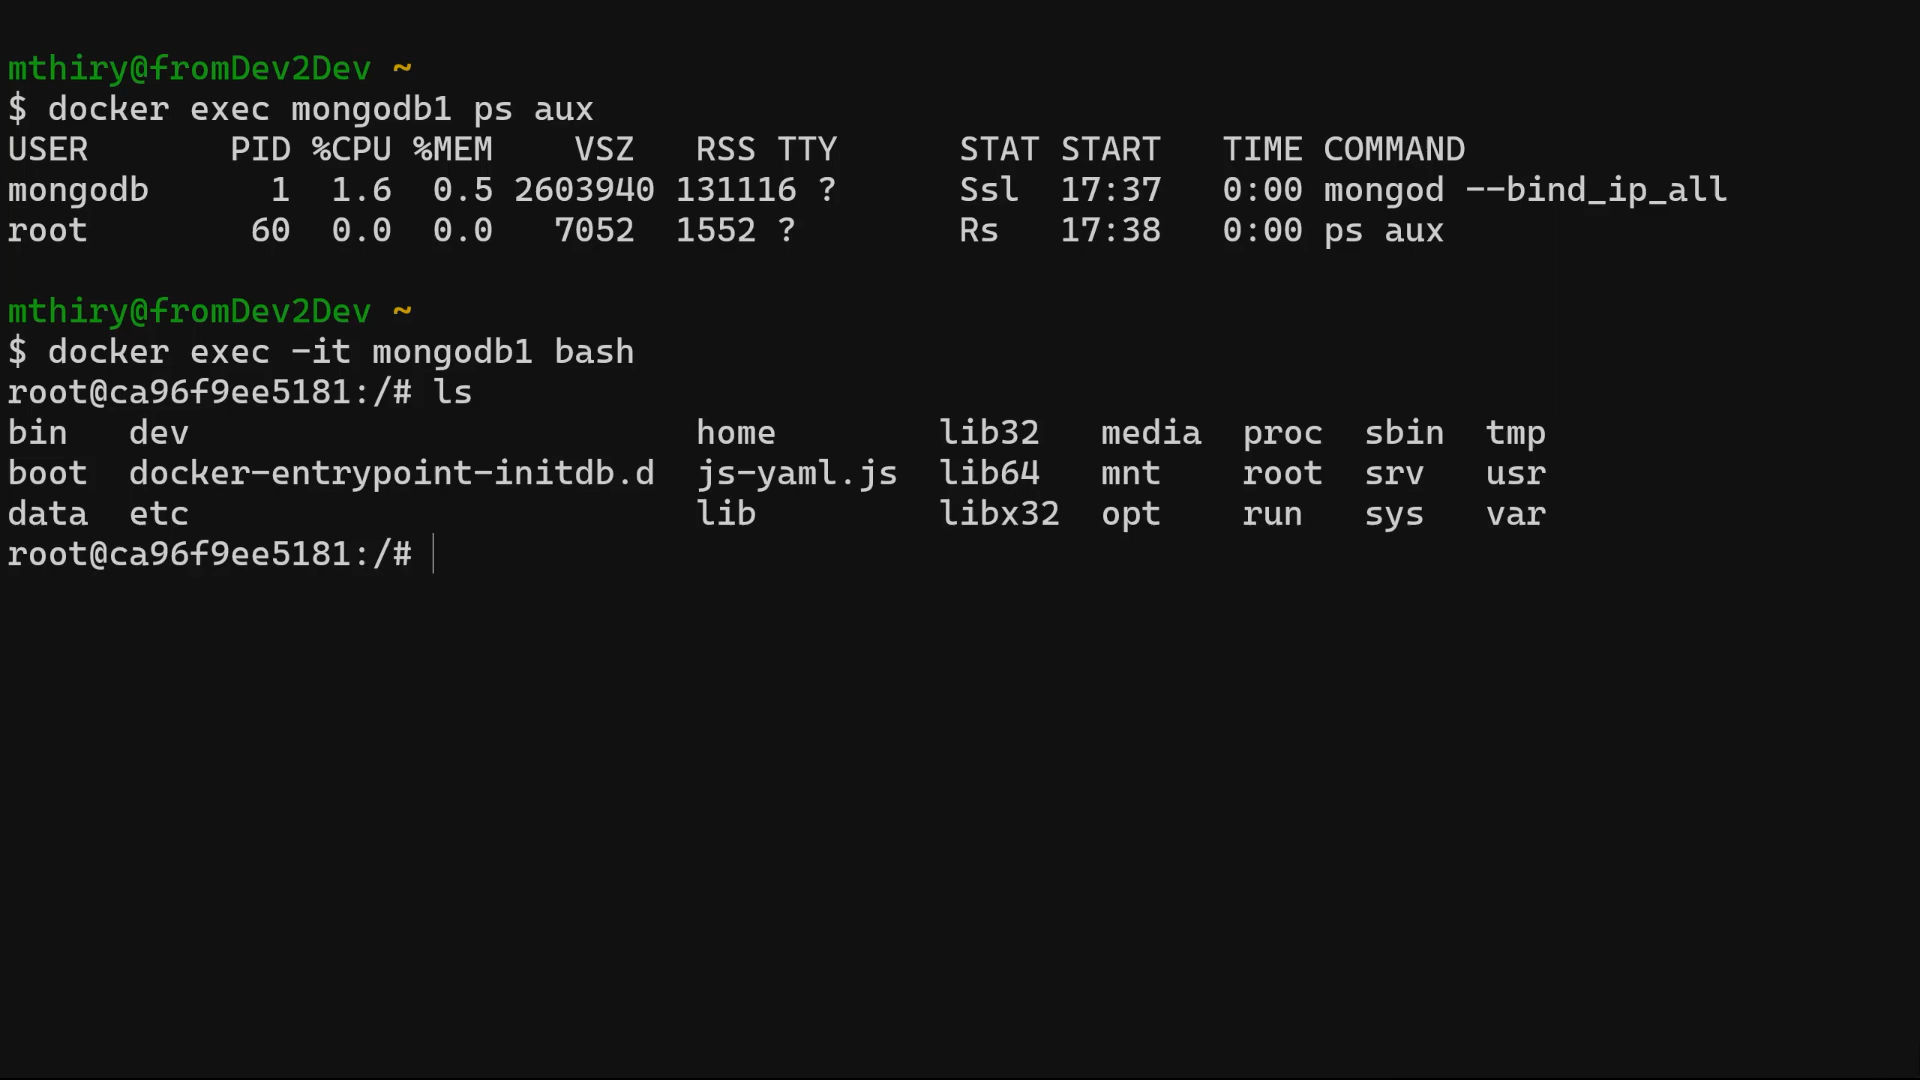 mthiry@fromDev2Dev ~
$ docker exec mongodb1 ps aux
USER       PID %CPU %MEM    VSZ   RSS TTY      STAT START   TIME COMMAND
mongodb      1  1.6  0.5 2603940 131116 ?      Ssl  17:37   0:00 mongod --bind_ip_all
root        60  0.0  0.0   7052  1552 ?        Rs   17:38   0:00 ps aux
mthiry@fromDev2Dev ~
$ docker exec -it mongodb1 bash
root@ca96f9ee5181:/# ls
bin   dev                         home        lib32   media  proc  sbin  tmp
boot  docker-entrypoint-initdb.d  js-yaml.js  lib64   mnt    root  srv   usr
data  etc                         lib         libx32  opt    run   sys   var
root@ca96f9ee5181:/#